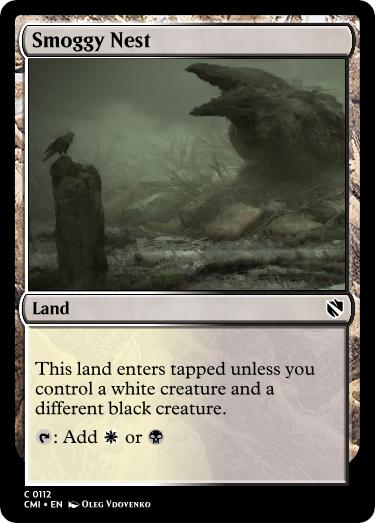 Smoggy Nest
Land
This land enters tapped unless you
control a white creature and a
different black creature.
: Add or
C 0112
CMI • EN Oleg Vdovenko